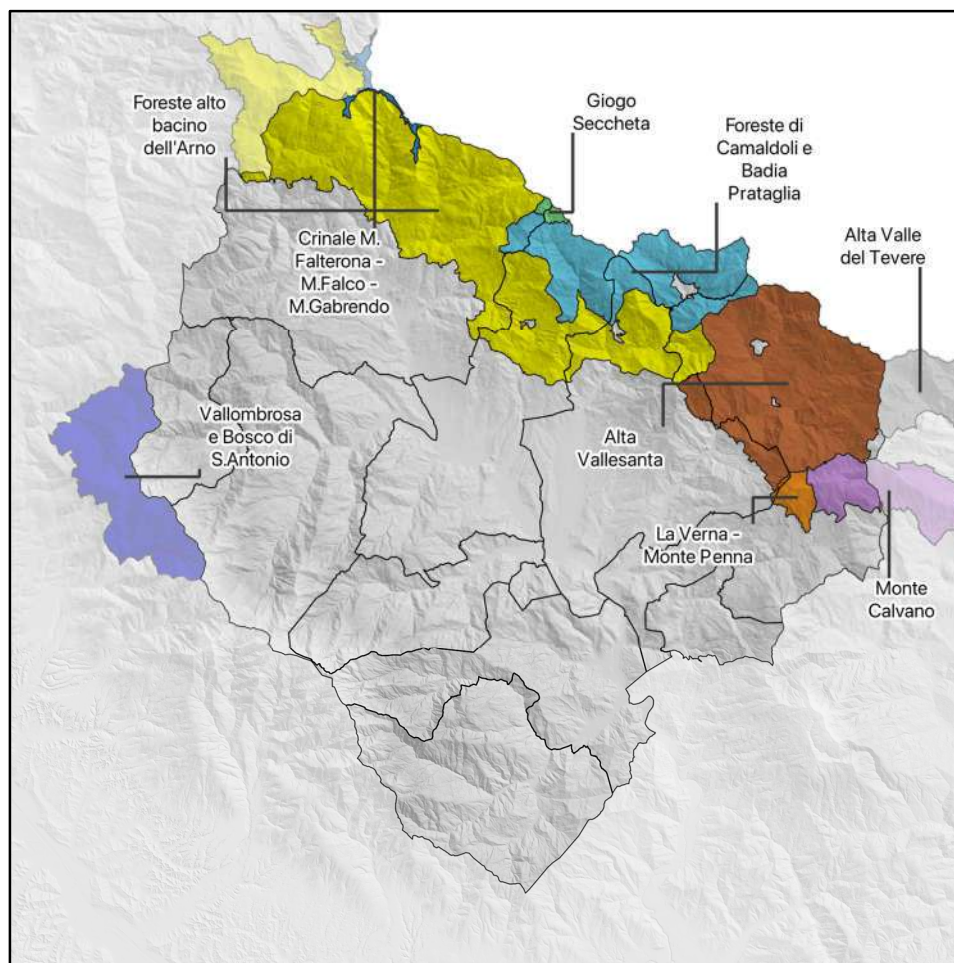 Foreste alto
bacino
dell'Arno
Giogo
Seccheta
Foreste di
Camaldoli e
Badia
Prataglia
Alta Valle
del Tevere
Crinale M.
Falterona -
M.Falco -
M.Gabrendo
Vallombrosa
e Bosco di
S.Antonio
Alta
Vallesanta
La Verna -
Monte Penna
Monte
Calvano